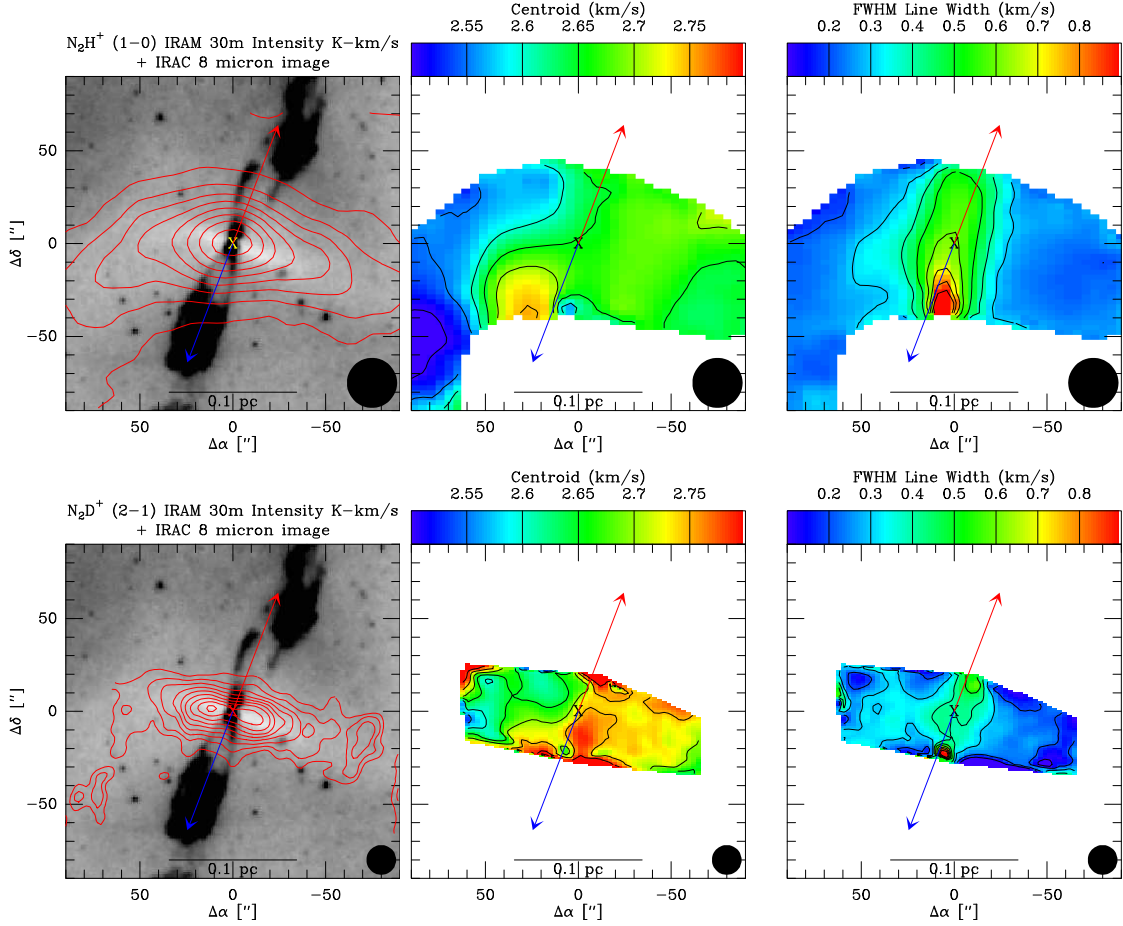 Centroid (km/s)
2.55 2.6 2.65 2.7 2.75
FWHM Line Width (km/s)
0.2 0.3 0.4 0.5 0.6 0.7 0.8
N₂H⁺ (1−0) IRAM 30m Intensity K−km/s
+ IRAC 8 micron image
Δδ [″]
50
0
−50
X
0.1 pc
50 0 −50
Δα [″]
X
0.1 pc
50 0 −50
Δα [″]
X
0.1 pc
50 0 −50
Δα [″]
Centroid (km/s)
2.55 2.6 2.65 2.7 2.75
FWHM Line Width (km/s)
0.2 0.3 0.4 0.5 0.6 0.7 0.8
N₂D⁺ (2−1) IRAM 30m Intensity K−km/s
+ IRAC 8 micron image
Δδ [″]
50
0
−50
X
0.1 pc
50 0 −50
Δα [″]
X
0.1 pc
50 0 −50
Δα [″]
X
0.1 pc
50 0 −50
Δα [″]